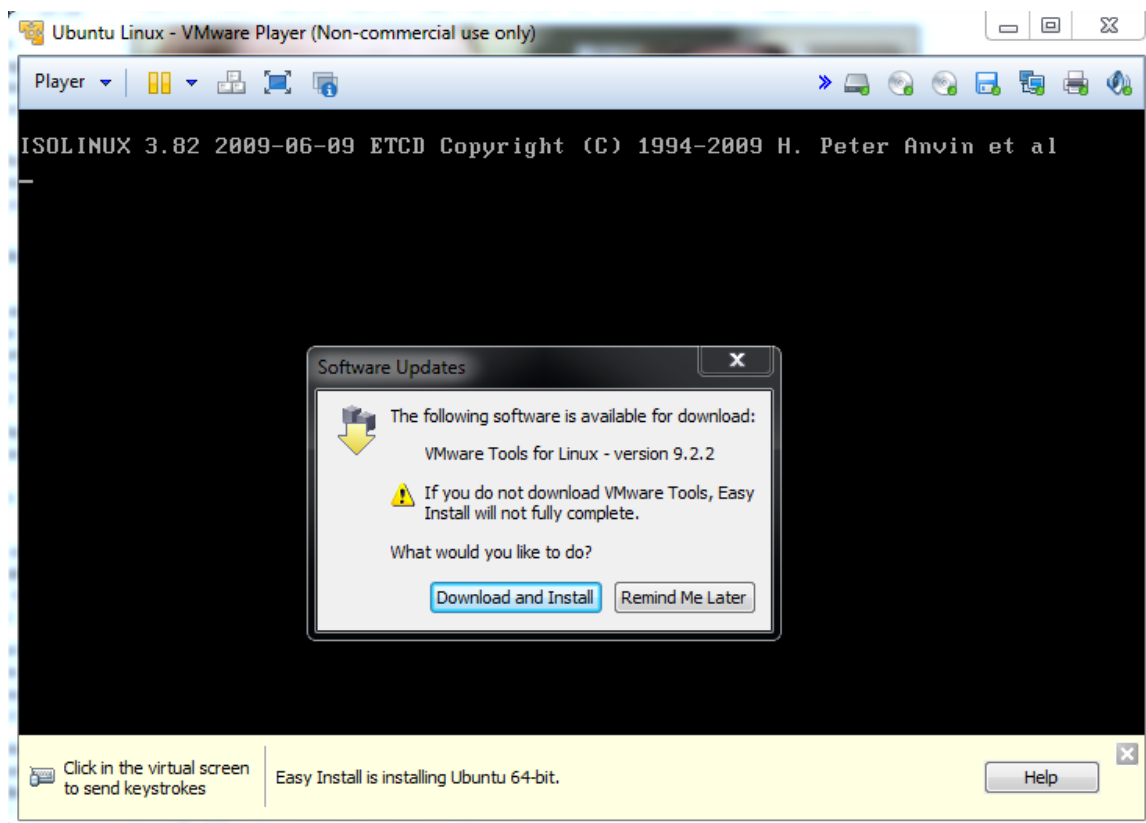 Ubuntu Linux - VMware Player (Non-commercial use only)
Player
ISOLINUX 3.82 2009-06-09 ETCD Copyright (C) 1994-2009 H. Peter Anvin et al
Software Updates
The following software is available for download:
VMware Tools for Linux - version 9.2.2
If you do not download VMware Tools, Easy
Install will not fully complete.
What would you like to do?
Download and Install
Remind Me Later
Click in the virtual screen
to send keystrokes
Easy Install is installing Ubuntu 64-bit.
Help